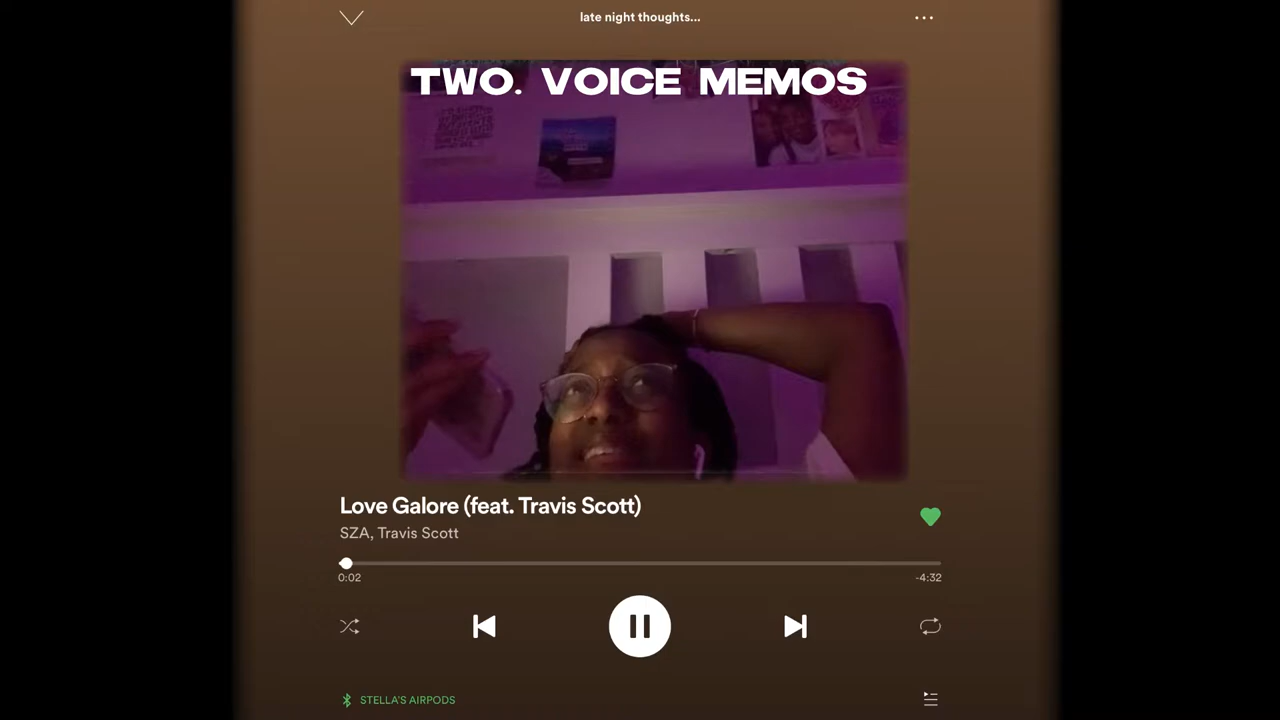 late night thoughts...
TWO. VOICE MEMOS
Love Galore (feat. Travis Scott)
SZA, Travis Scott
0:02
-4:32
STELLA'S AIRPODS